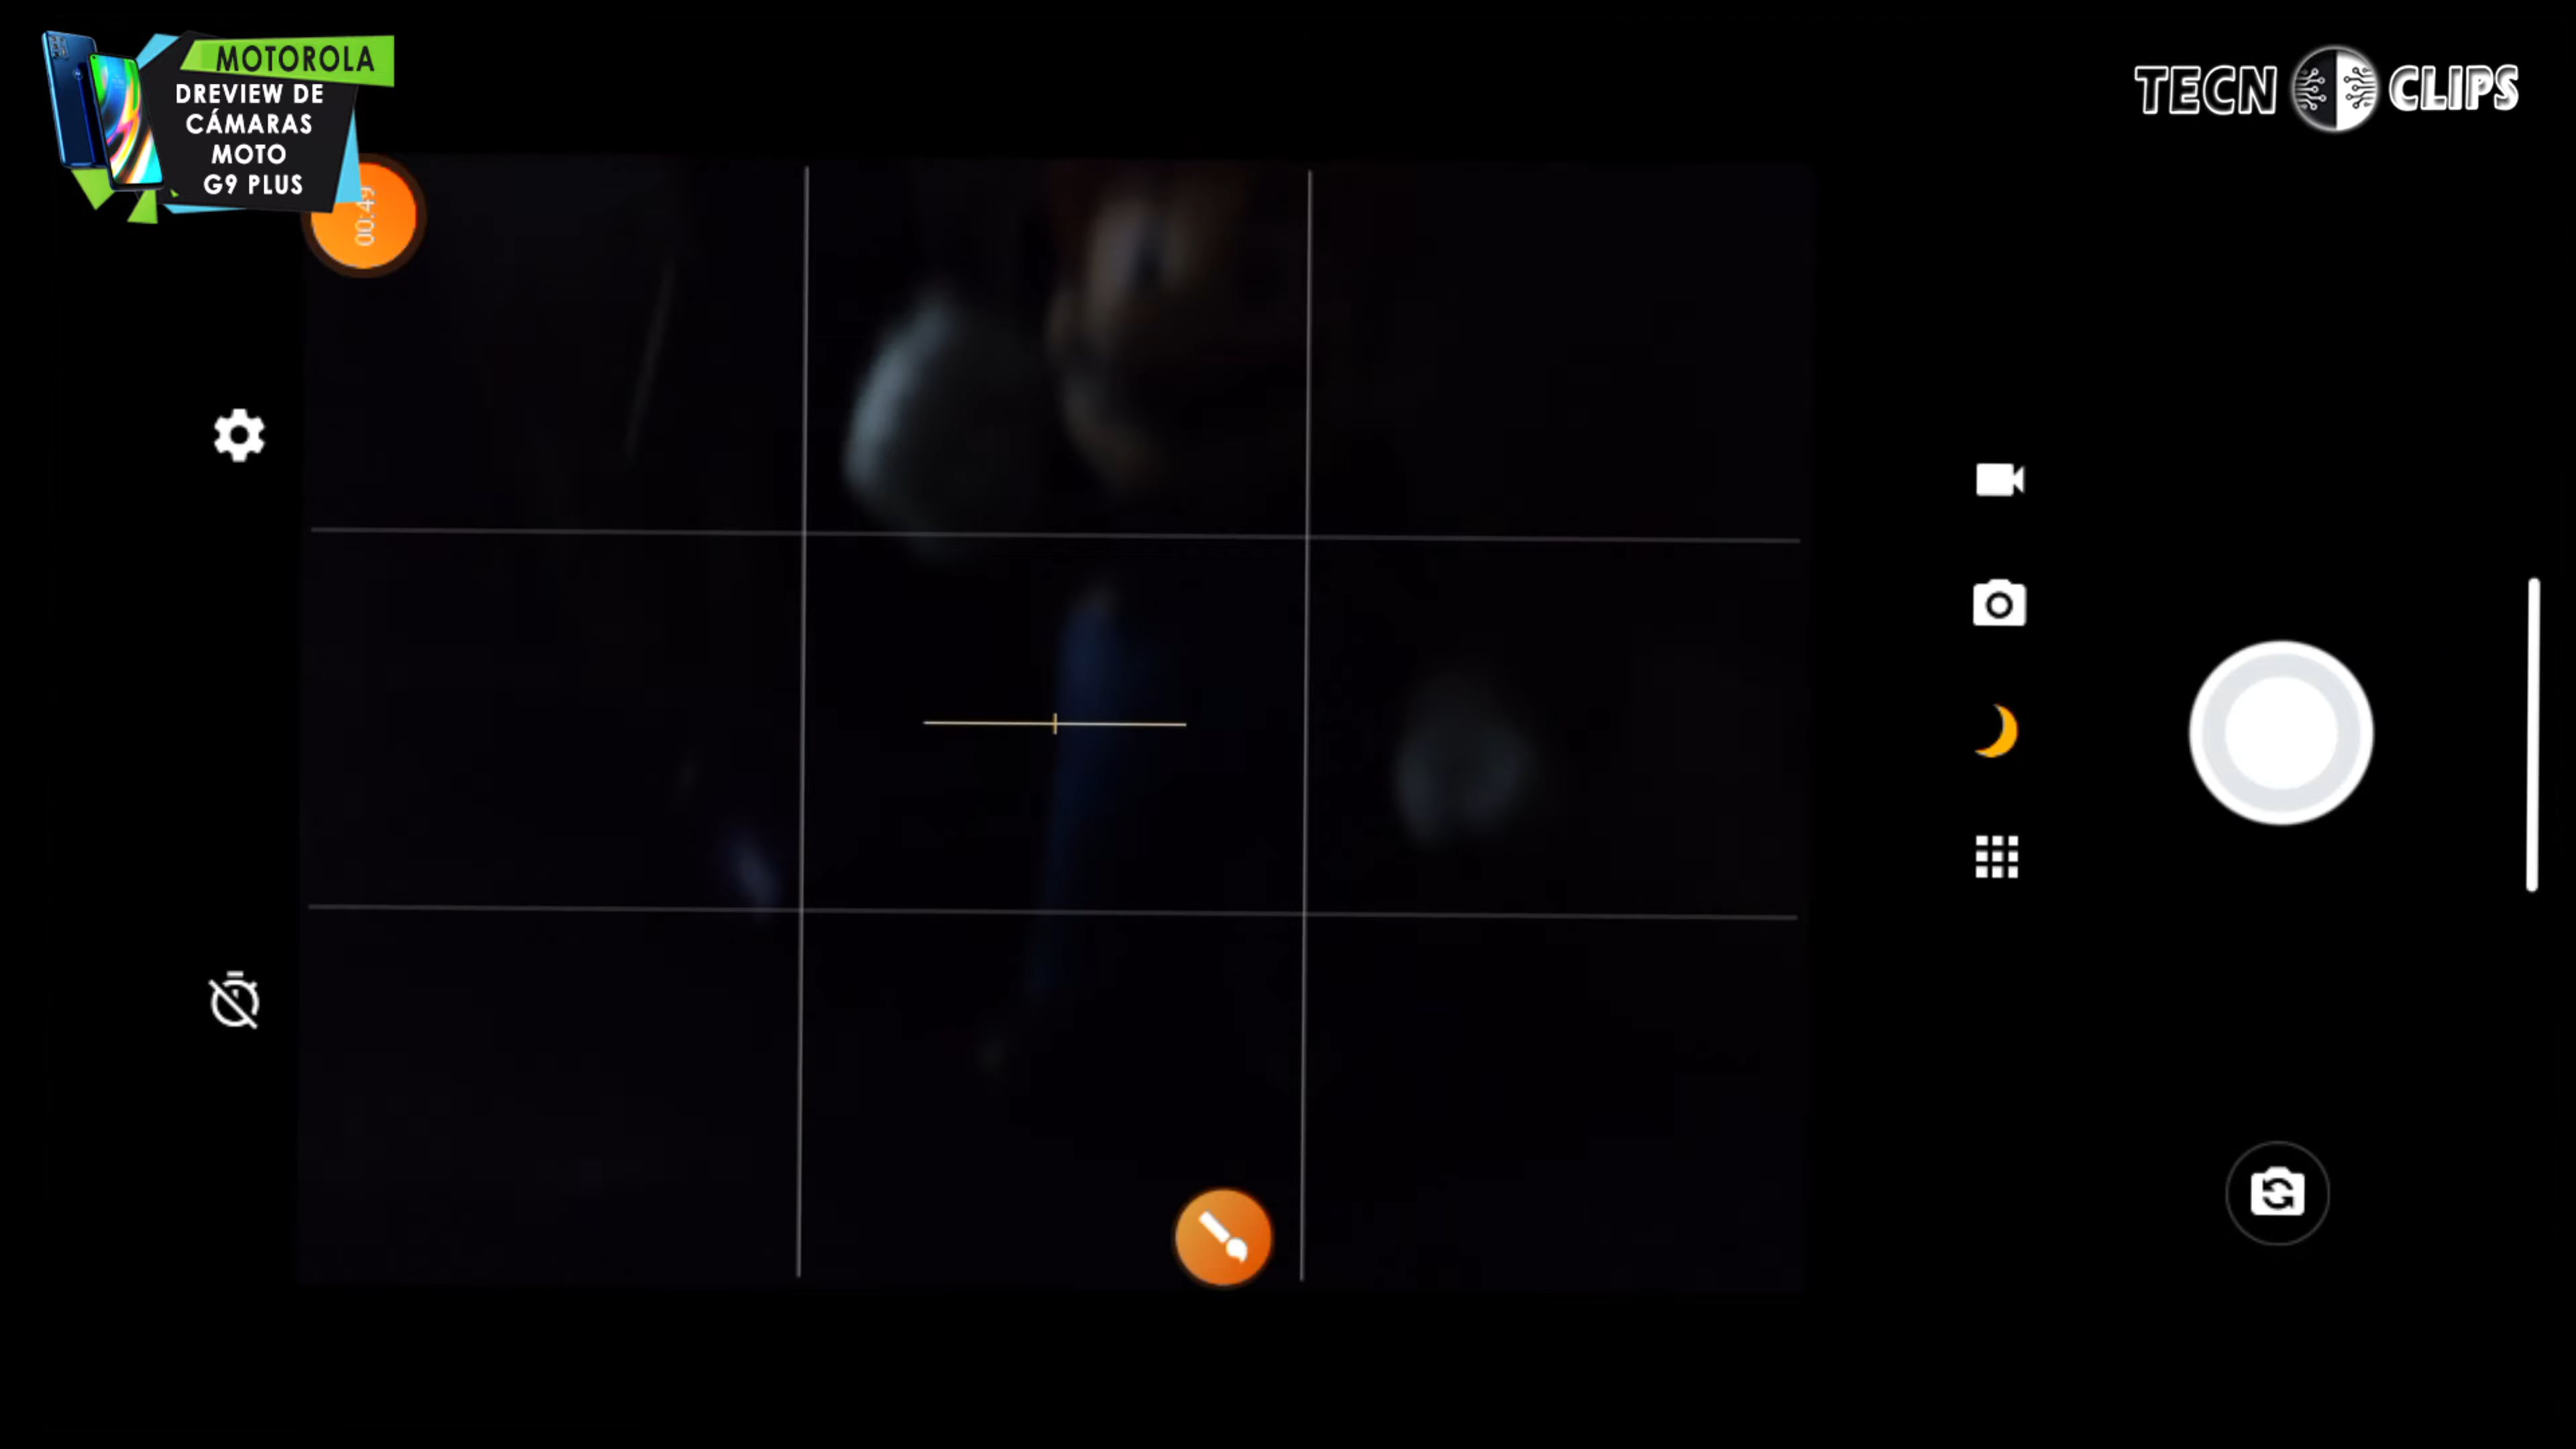 MOTOROLA
DREVIEW DE
CÁMARAS
MOTO
G9 PLUS
TECN CLIPS
00:49